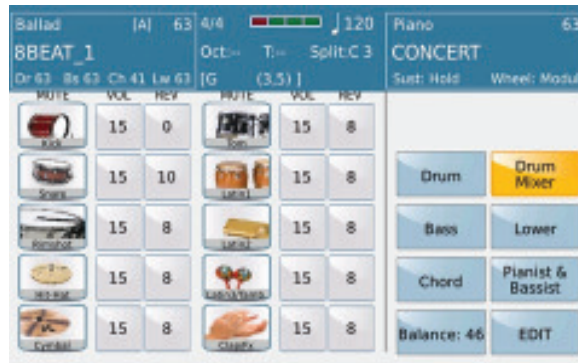 Ballad |A| 63
8BEAT_1
Dr 63 Bs 63 Ch 41 Lw 63
4/4 ♩120
Oct:-- T:-- Split:C 3
[G (3,5) ]
Piano 63
CONCERT
Sust: Hold Wheel: Modul
MUTE VOL REV MUTE VOL REV
15 0 15 8
Kick Tom
15 10 15 8
Snare Latin1
15 8 15 8
Rimshot Latin2
15 8 15 8
Hit-Hat
15 8 15 8
Cymbal ClapFx
Drum Drum Mixer
Bass Lower
Chord Pianist & Bassist
Balance: 46 EDIT